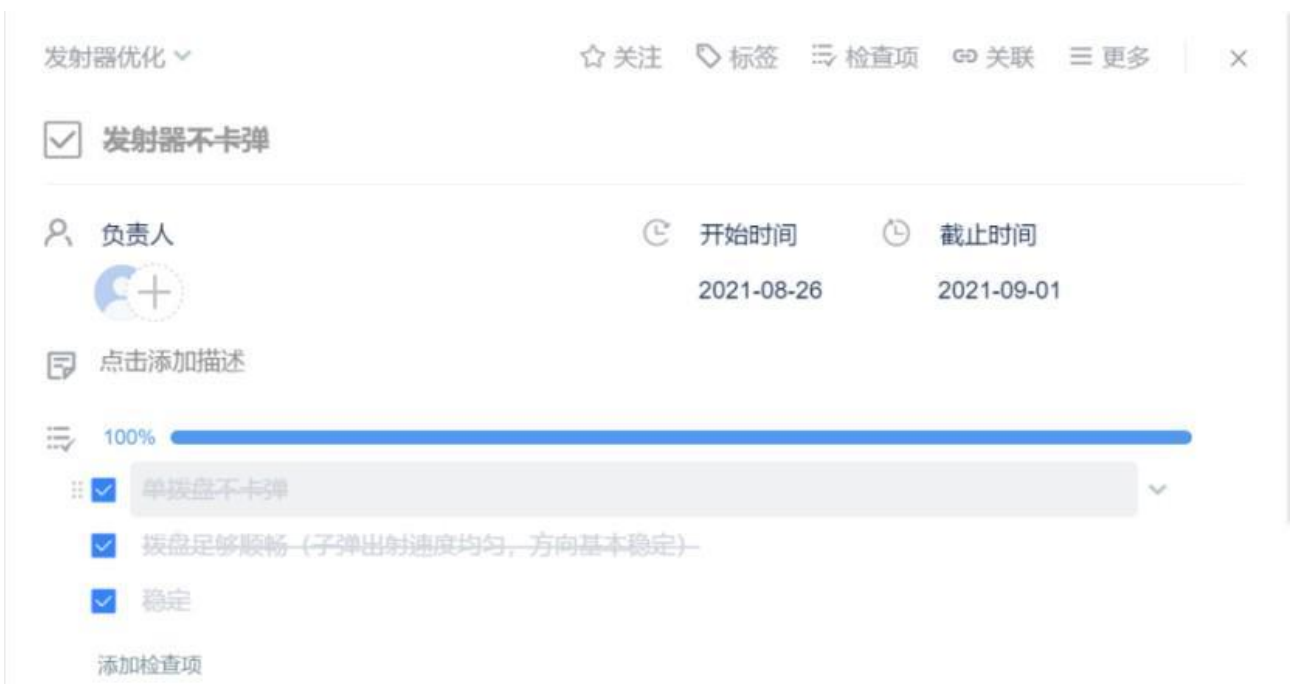 发射器优化 关注 标签 检查项 关联 更多
发射器不卡弹
负责人 开始时间 截止时间
2021-08-26 2021-09-01
点击添加描述
100%
单拨盘不卡弹
拨盘足够顺畅（子弹出射速度均匀，方向基本稳定）
稳定
添加检查项